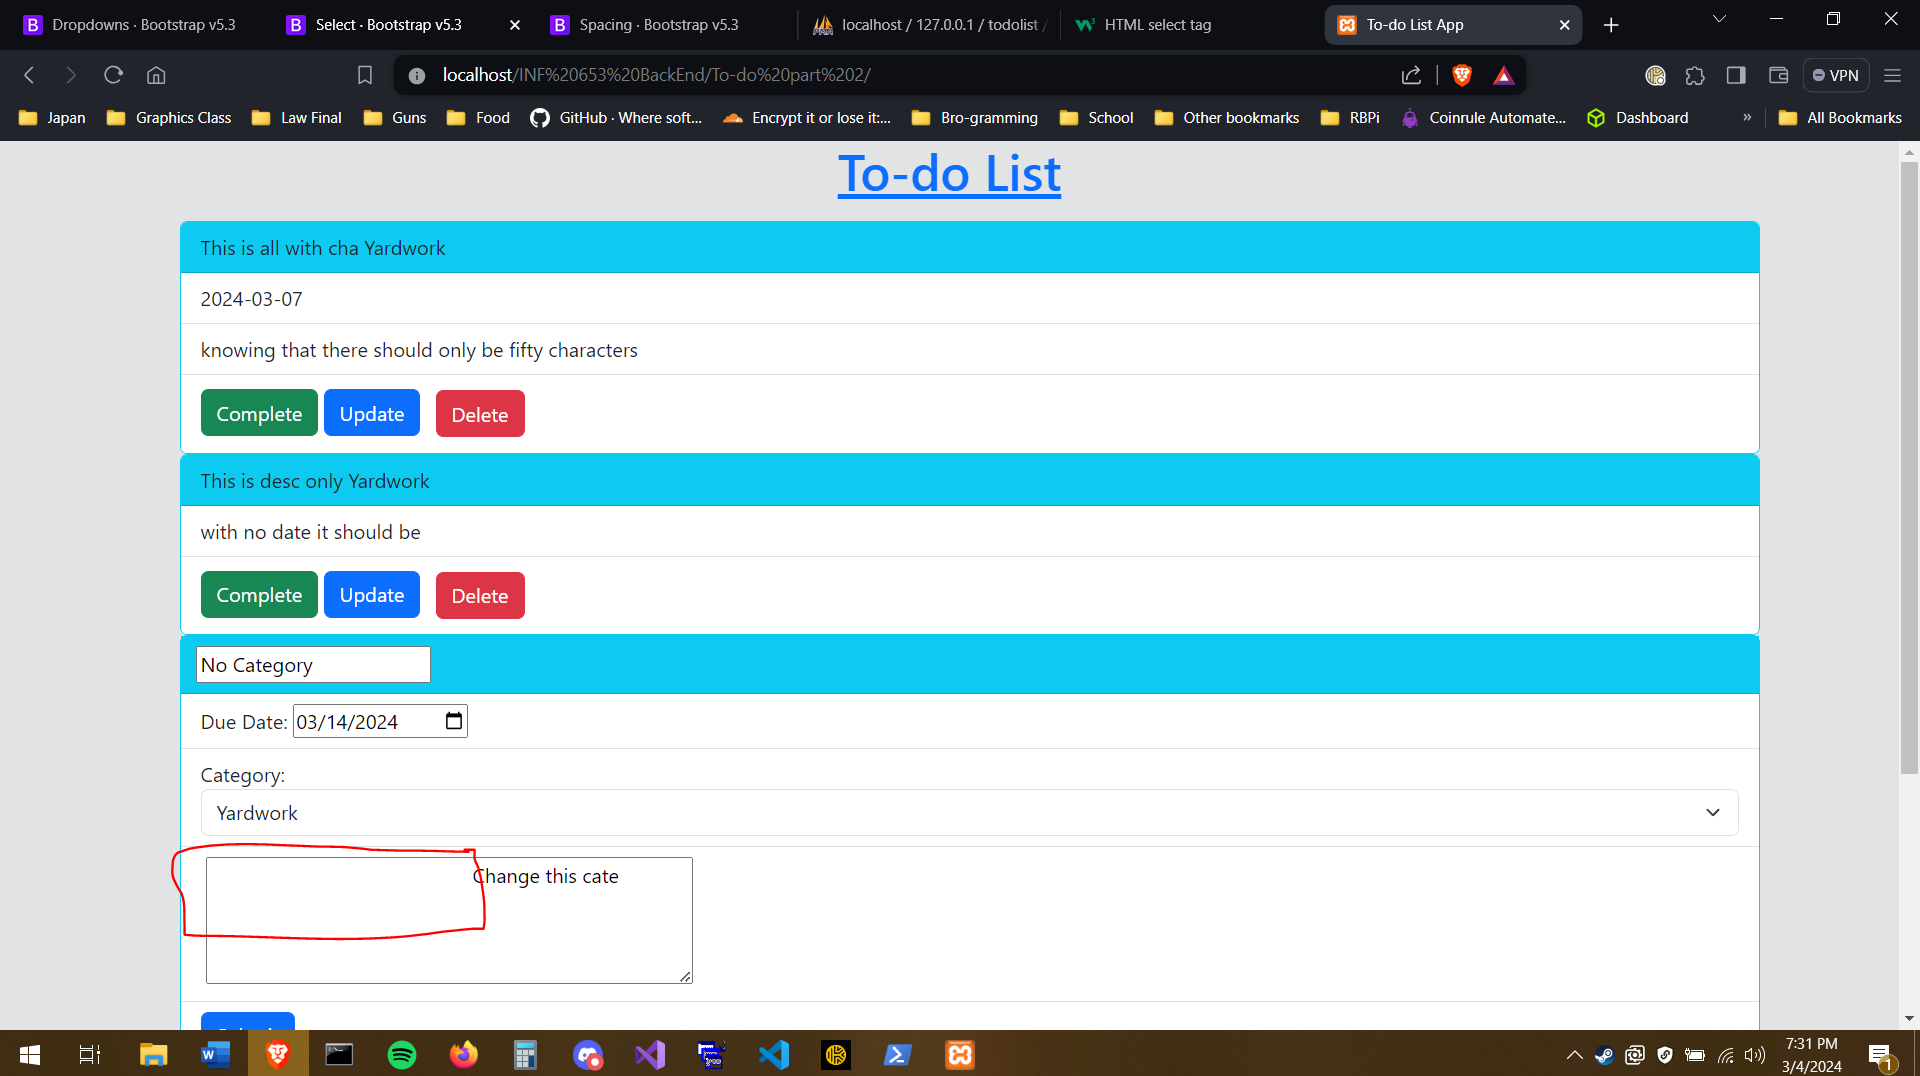 Dropdowns · Bootstrap v5.3
Select · Bootstrap v5.3
Spacing · Bootstrap v5.3
localhost / 127.0.0.1 / todolist /
HTML select tag
To-do List App
localhost/INF%20653%20BackEnd/To-do%20part%202/
VPN
Japan
Graphics Class
Law Final
Guns
Food
GitHub · Where soft...
Encrypt it or lose it:...
Bro-gramming
School
Other bookmarks
RBPi
Coinrule Automate...
Dashboard
»
All Bookmarks
To-do List
This is all with cha Yardwork
2024-03-07
knowing that there should only be fifty characters
Complete Update Delete
This is desc only Yardwork
with no date it should be
Complete Update Delete
No Category
Due Date: 03/14/2024
Category:
Yardwork
Change this cate
7:31 PM
3/4/2024
1